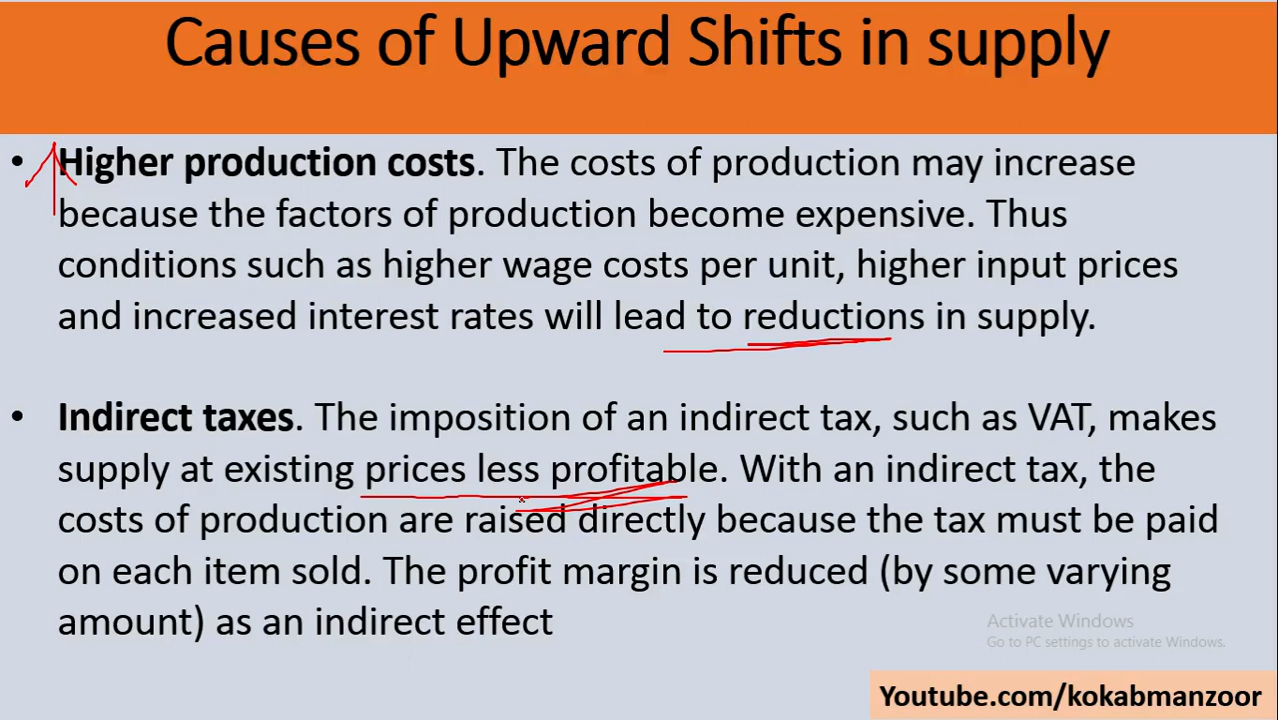 Causes of Upward Shifts in supply
• Higher production costs. The costs of production may increase
because the factors of production become expensive. Thus
conditions such as higher wage costs per unit, higher input prices
and increased interest rates will lead to reductions in supply.
• Indirect taxes. The imposition of an indirect tax, such as VAT, makes
supply at existing prices less profitable. With an indirect tax, the
costs of production are raised directly because the tax must be paid
on each item sold. The profit margin is reduced (by some varying
amount) as an indirect effect
Activate Windows
Go to PC settings to activate Windows.
Youtube.com/kokabmanzoor